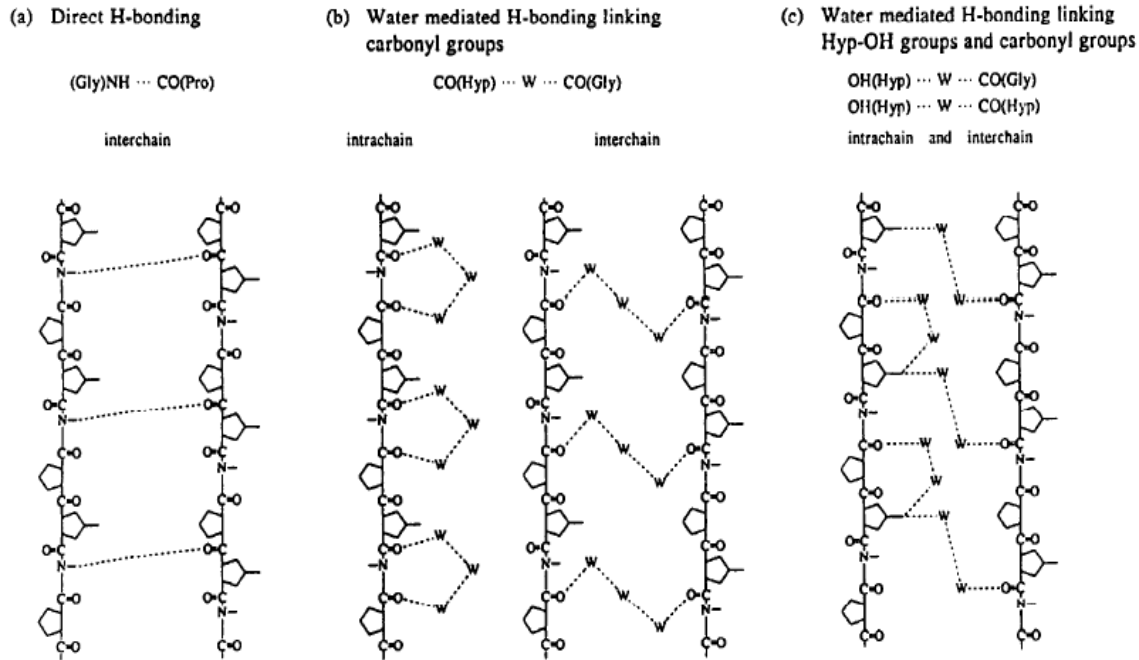 (a) Direct H-bonding
(Gly)NH ··· CO(Pro)
interchain
C=O
O=C
N–
C=O
C=O
O=C
N–
C=O
C=O
O=C
N–
C=O
C=O
C=O
O=C
O=C
N–
C=O
O=C
O=C
N–
C=O
O=C
O=C
N–
C=O
(b) Water mediated H-bonding linking
carbonyl groups
CO(Hyp) ··· W ··· CO(Gly)
intrachain
C=O
W
C=O
–N
W
C=O
W
C=O
W
C=O
–N
W
C=O
W
C=O
W
C=O
–N
W
C=O
W
C=O
interchain
C=O
O=C
N–
C=O
C=O
O=C
N–
C=O
C=O
O=C
N–
C=O
C=O
W
W
W
W
W
W
W
W
W
C=O
O=C
O=C
N–
C=O
O=C
O=C
N–
C=O
O=C
O=C
N–
C=O
(c) Water mediated H-bonding linking
Hyp-OH groups and carbonyl groups
OH(Hyp) ··· W ··· CO(Gly)
OH(Hyp) ··· W ··· CO(Hyp)
intrachain and interchain
C=O
O=C
N–
C=O
C=O
O=C
N–
C=O
C=O
O=C
N–
C=O
C=O
W
W
W
W
W
W
W
W
W
W
C=O
O=C
O=C
N–
C=O
O=C
O=C
N–
C=O
O=C
O=C
N–
C=O